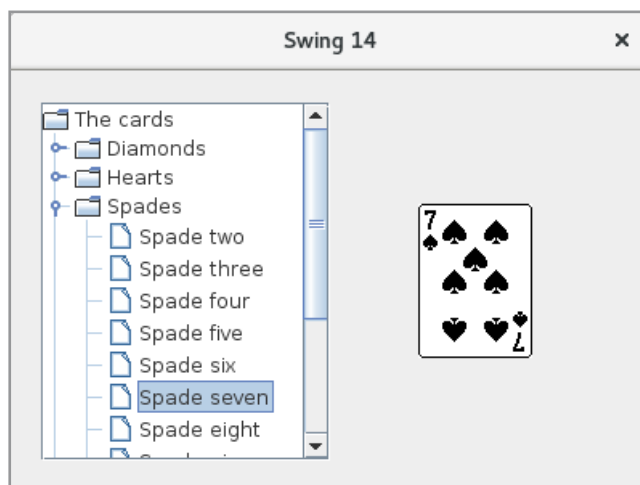 Swing 14
The cards
Diamonds
Hearts
Spades
Spade two
Spade three
Spade four
Spade five
Spade six
Spade seven
Spade eight
7
7